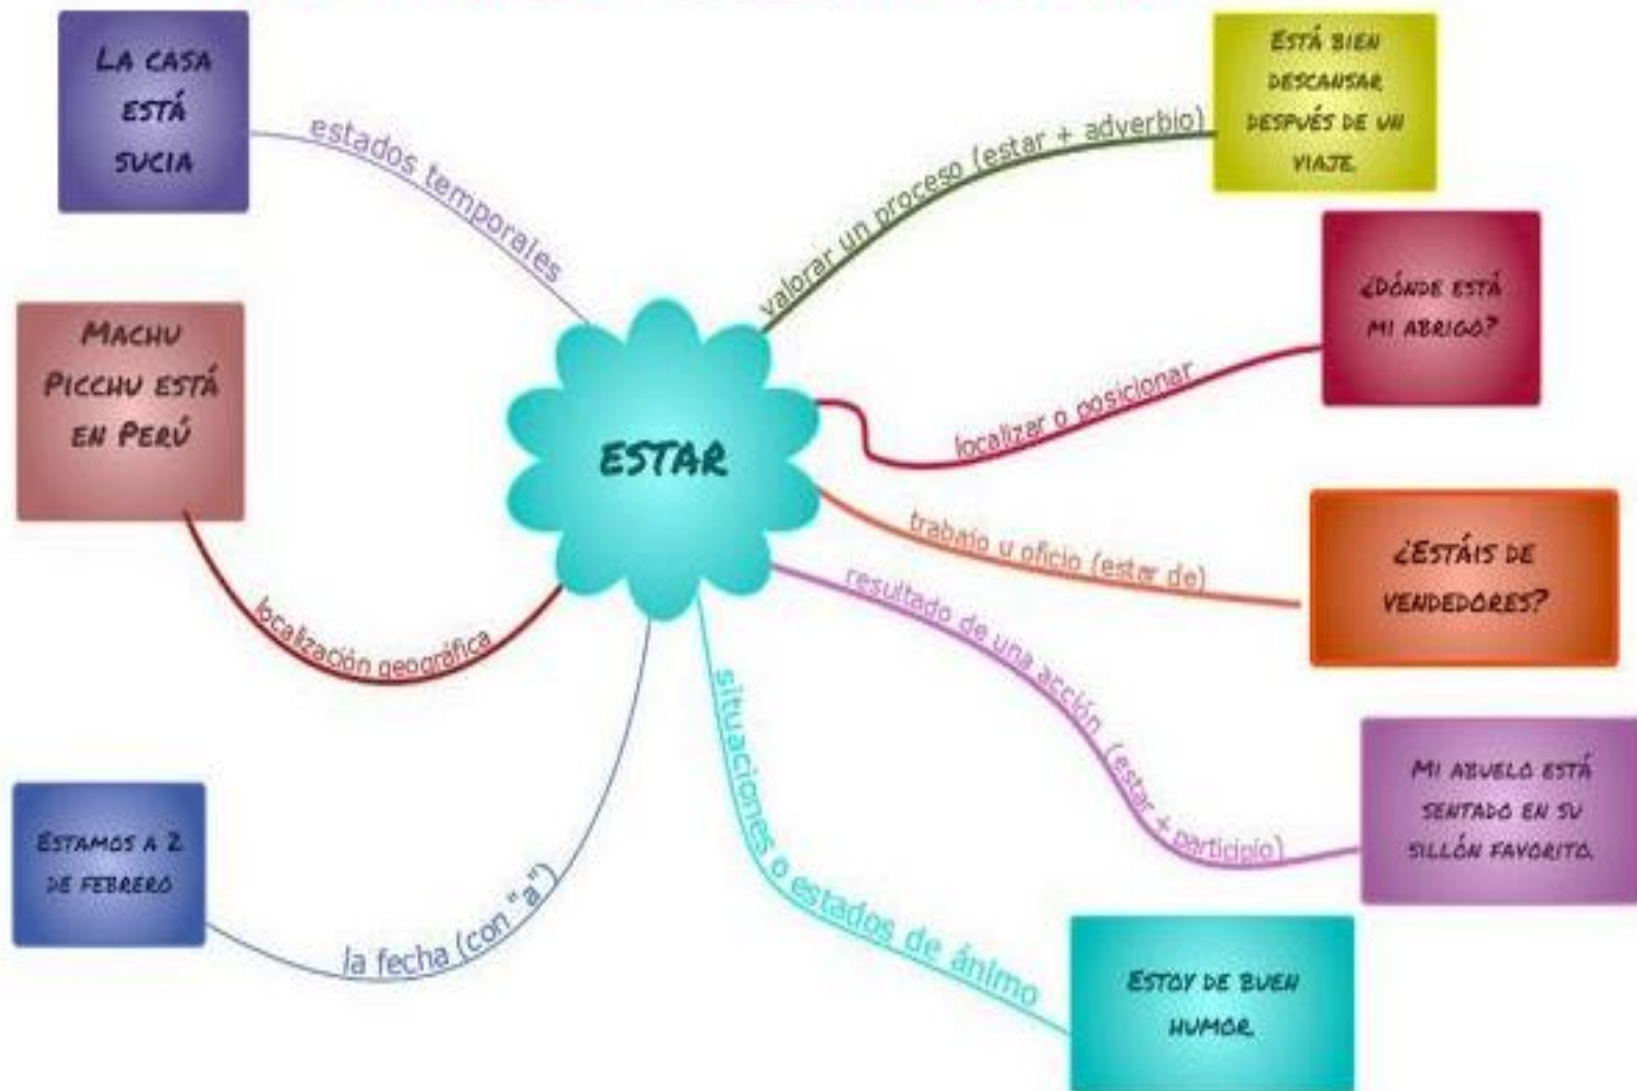 LA CASA
ESTÁ
SUCIA
estados temporales
MACHU
PICCHU ESTÁ
EN PERÚ
localización geográfica
ESTAMOS A 2
DE FEBRERO
la fecha (con "a")
ESTAR
valorar un proceso (estar + adverbio)
ESTÁ BIEN
DESCANSAR
DESPUÉS DE UN
VIAJE.
localizar o posicionar
¿DÓNDE ESTÁ
MI ABRIGO?
trabajo u oficio (estar de)
¿ESTÁIS DE
VENDEDORES?
resultado de una acción (estar + participio)
MI ABUELO ESTÁ
SENTADO EN SU
SILLÓN FAVORITO.
situaciones o estados de ánimo
ESTOY DE BUEN
HUMOR.